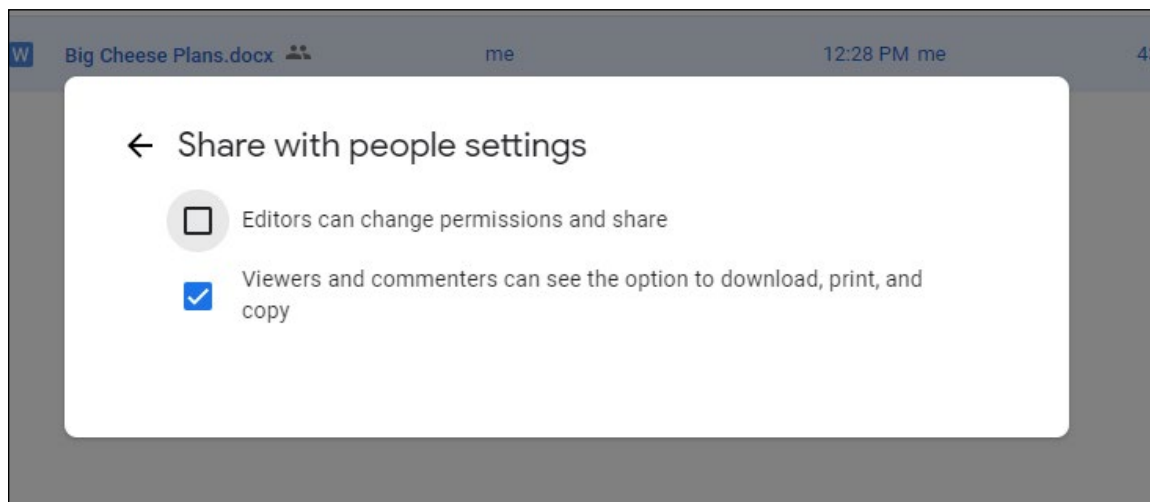 W Big Cheese Plans.docx me 12:28 PM me 4
Share with people settings
Editors can change permissions and share
Viewers and commenters can see the option to download, print, and
copy